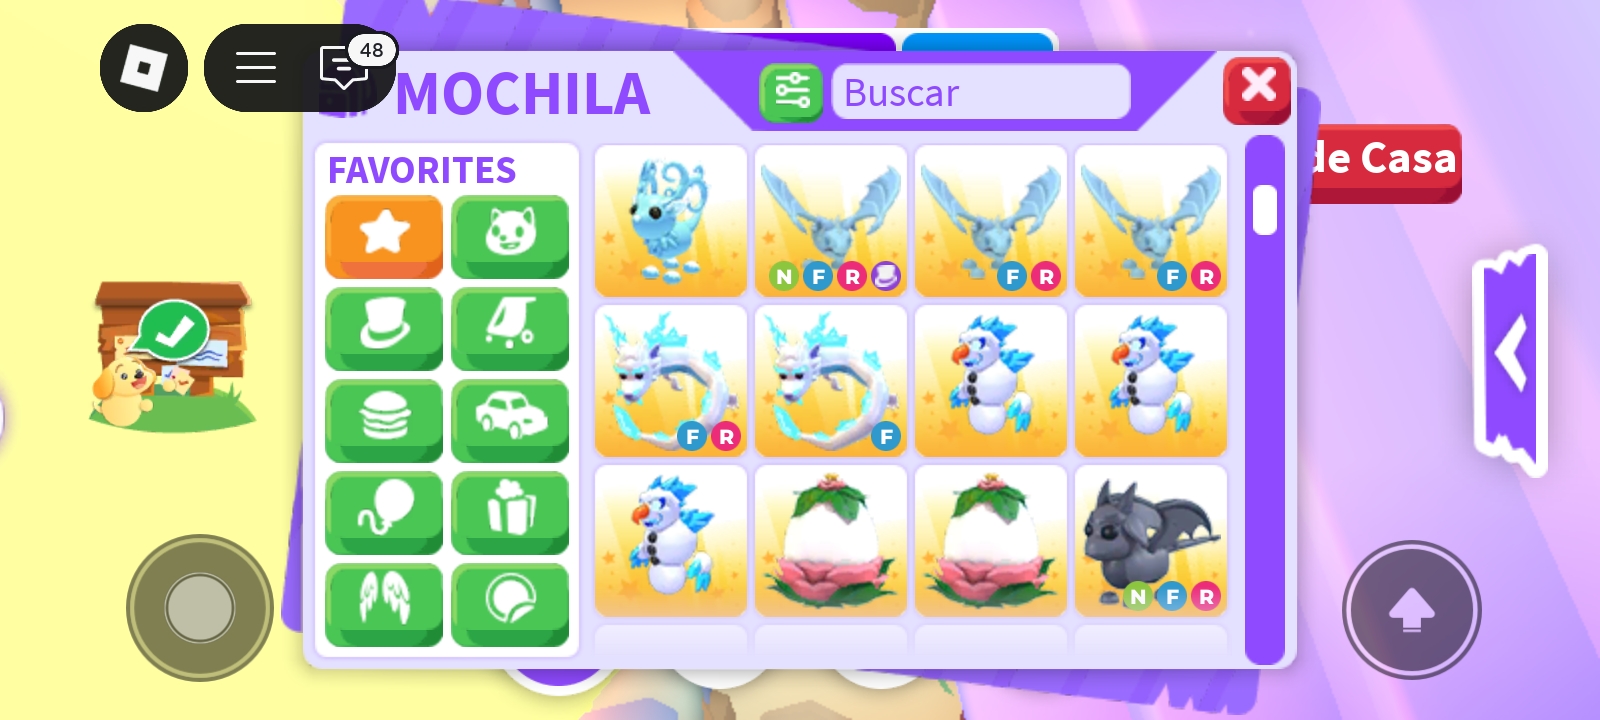 48
MOCHILA
Buscar
FAVORITES
de Casa
N F R
F R
F R
F R
F
N F R